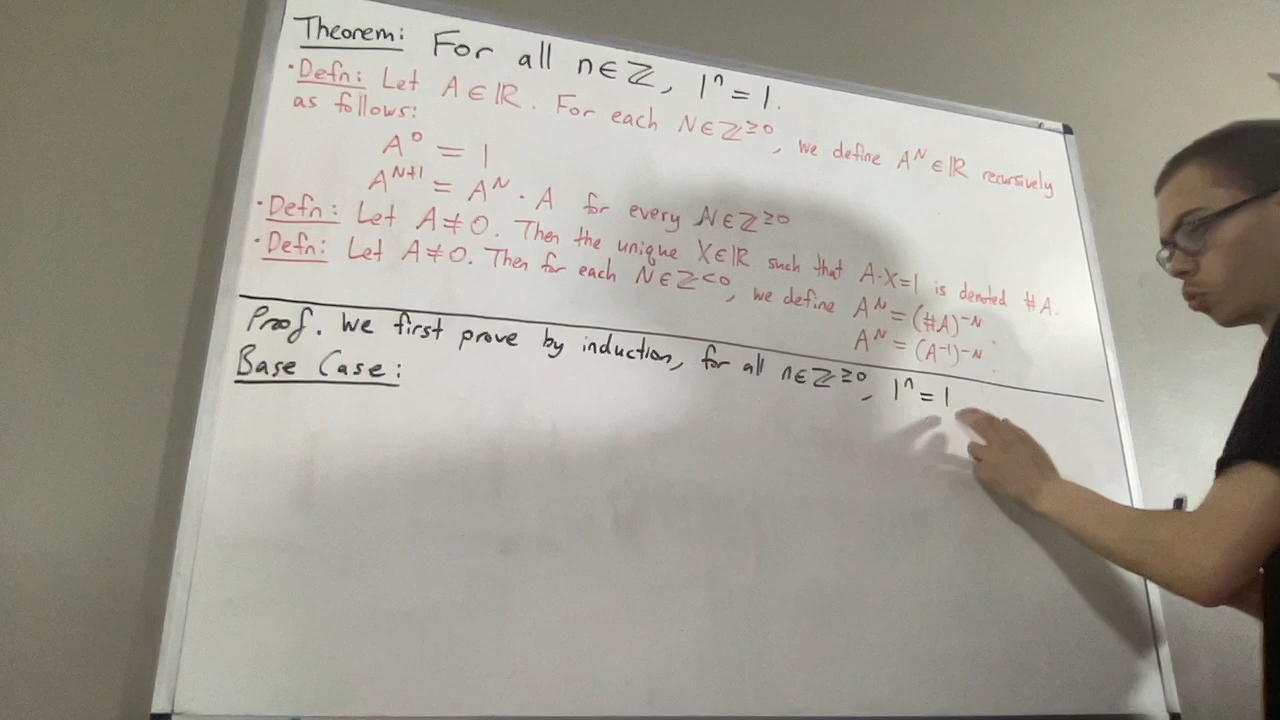 Theorem: For all n∈ℤ, 1ⁿ = 1.
• Defn: Let A∈ℝ. For each N∈ℤ≥0, we define Aᴺ∈ℝ recursively
as follows:
A⁰ = 1
Aᴺ⁺¹ = Aᴺ · A for every N∈ℤ≥0
• Defn: Let A≠0. Then the unique X∈ℝ such that A·X=1 is denoted #A.
• Defn: Let A≠0. Then for each N∈ℤ<0, we define Aᴺ = (#A)⁻ᴺ.
Aᴺ = (A⁻¹)⁻ᴺ.
Proof. We first prove by induction, for all n∈ℤ≥0, 1ⁿ = 1
Base Case: